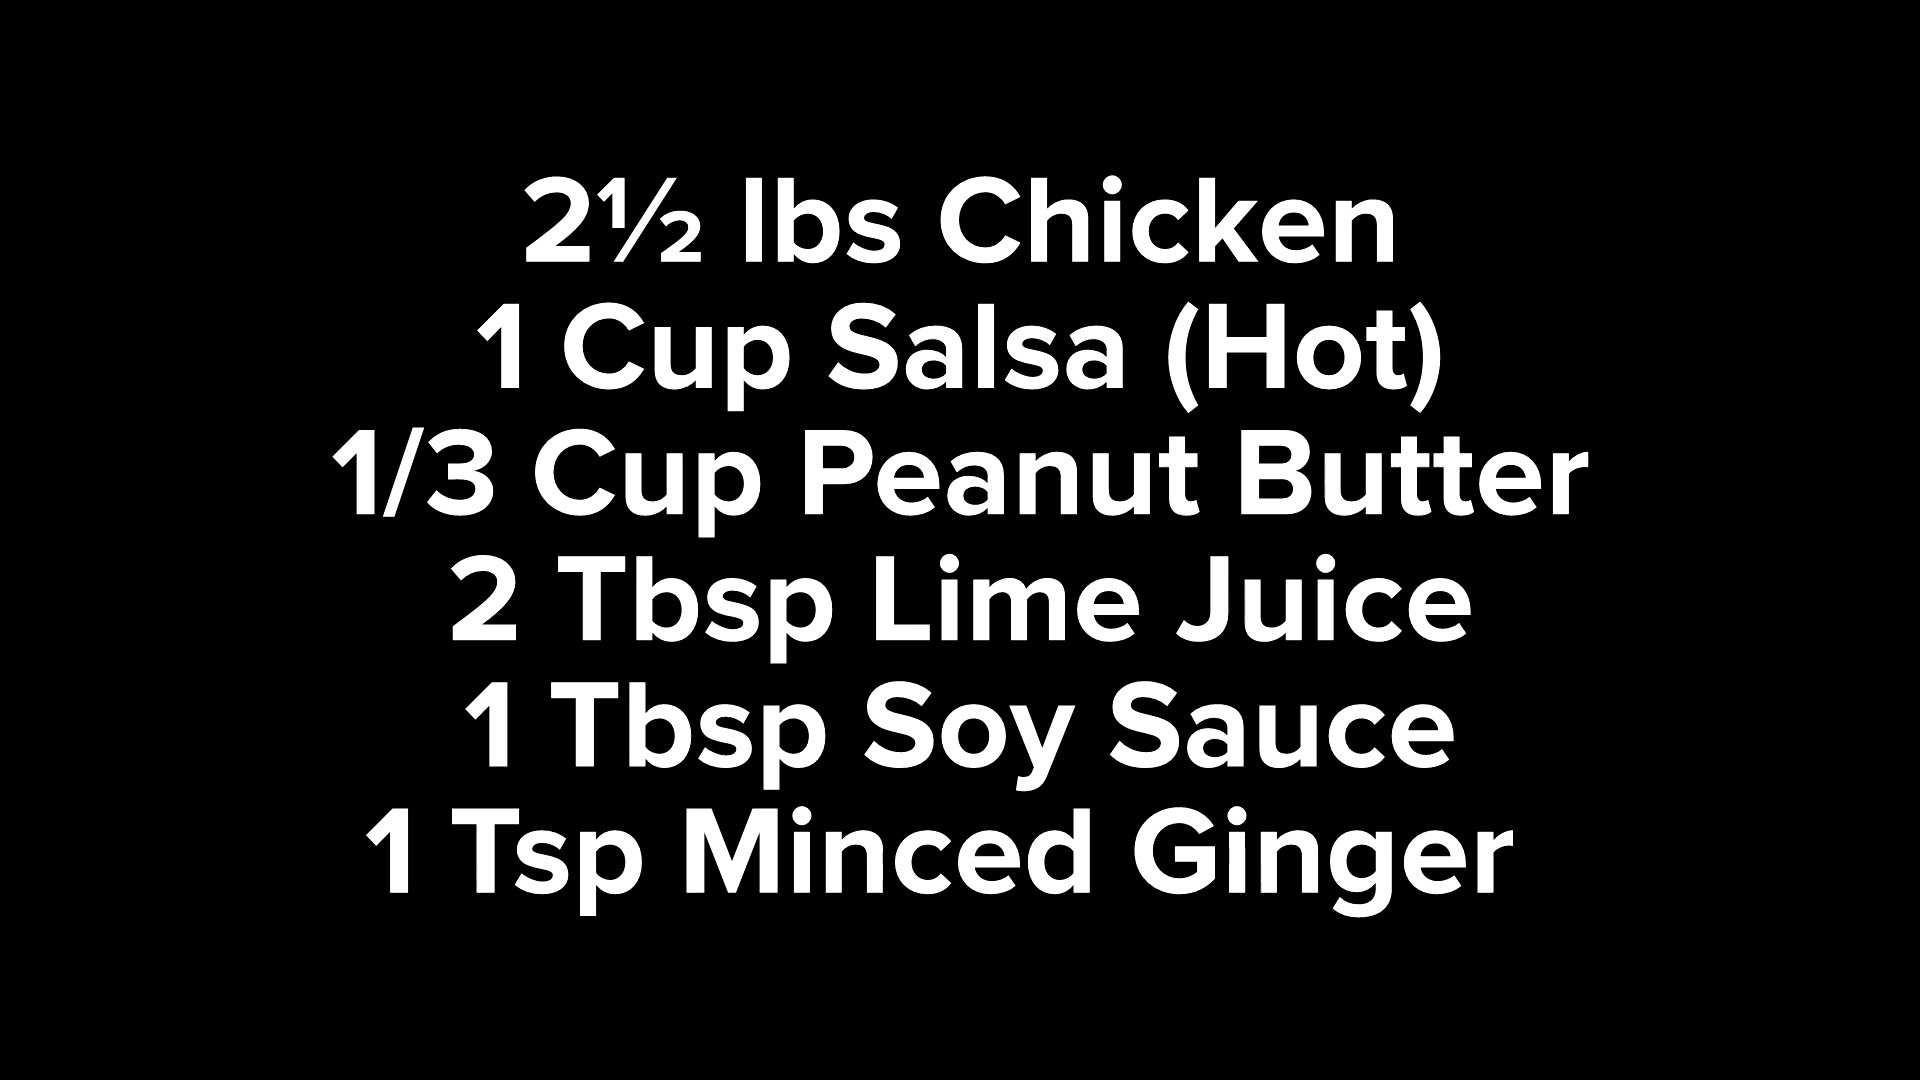 2½ lbs Chicken
1 Cup Salsa (Hot)
1/3 Cup Peanut Butter
2 Tbsp Lime Juice
1 Tbsp Soy Sauce
1 Tsp Minced Ginger